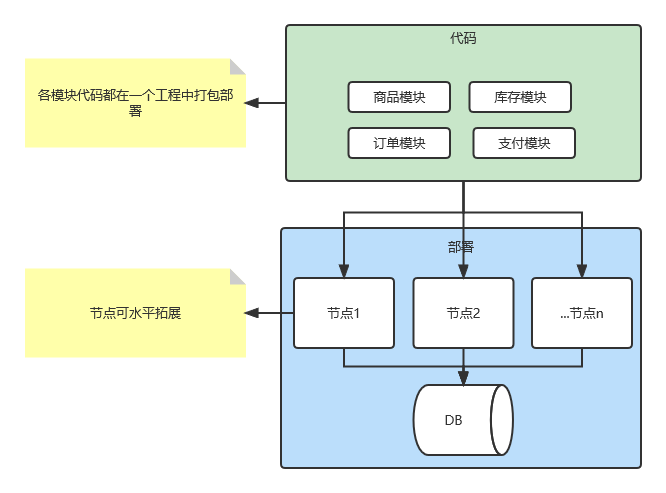 代码
各模块代码都在一个工程中打包部
署
商品模块
库存模块
订单模块
支付模块
部署
节点可水平拓展
节点1
节点2
...节点n
DB